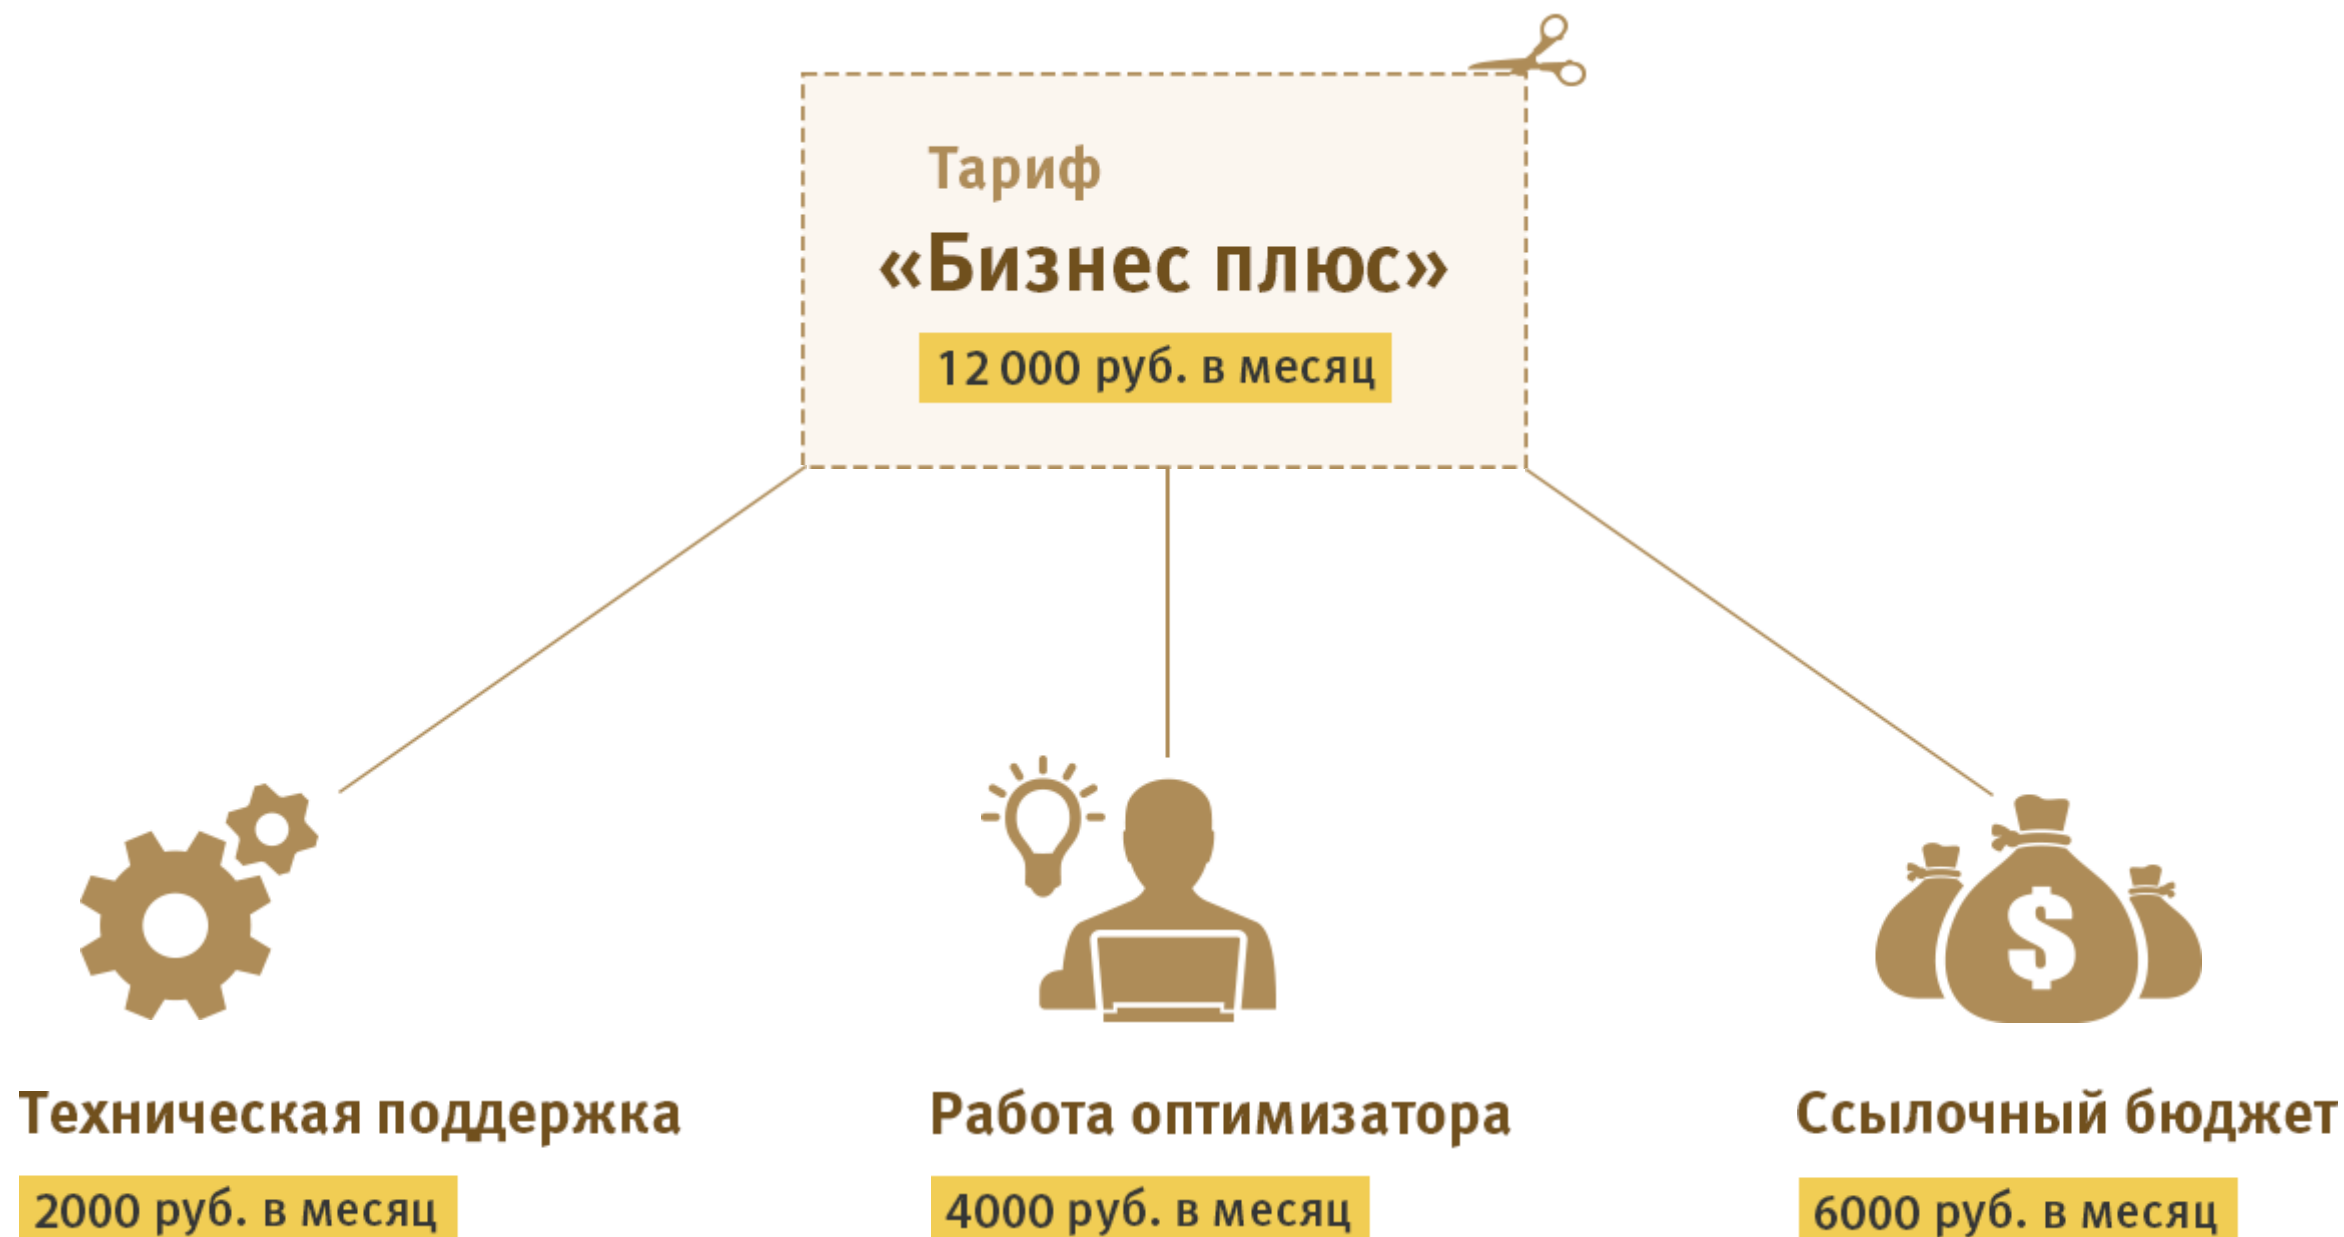 Тариф
«Бизнес плюс»
12 000 руб. в месяц
Техническая поддержка
2000 руб. в месяц
Работа оптимизатора
4000 руб. в месяц
Ссылочный бюджет
6000 руб. в месяц